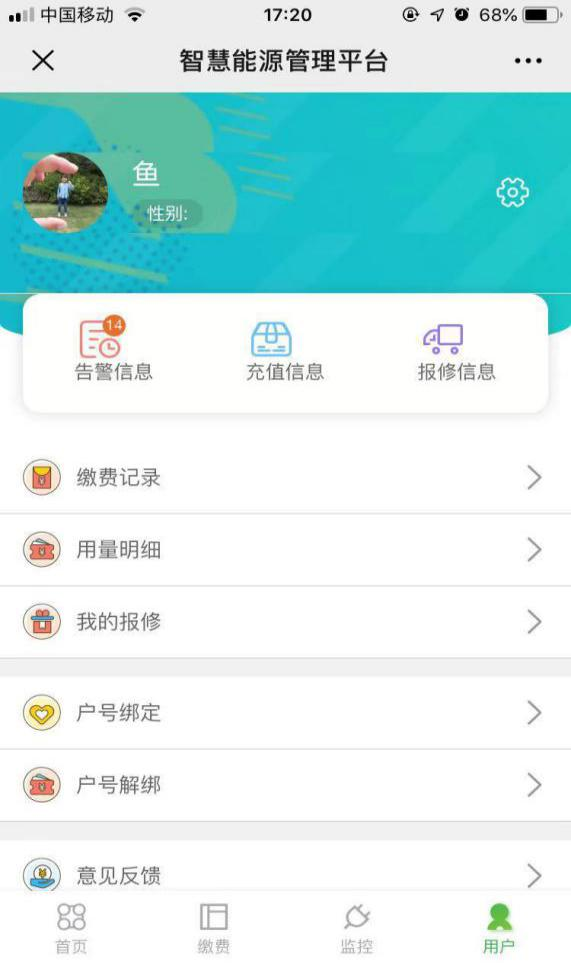 中国移动
17:20
68%
智慧能源管理平台
鱼
性别:
14
告警信息
充值信息
报修信息
缴费记录
用量明细
我的报修
户号绑定
户号解绑
意见反馈
首页
缴费
监控
用户